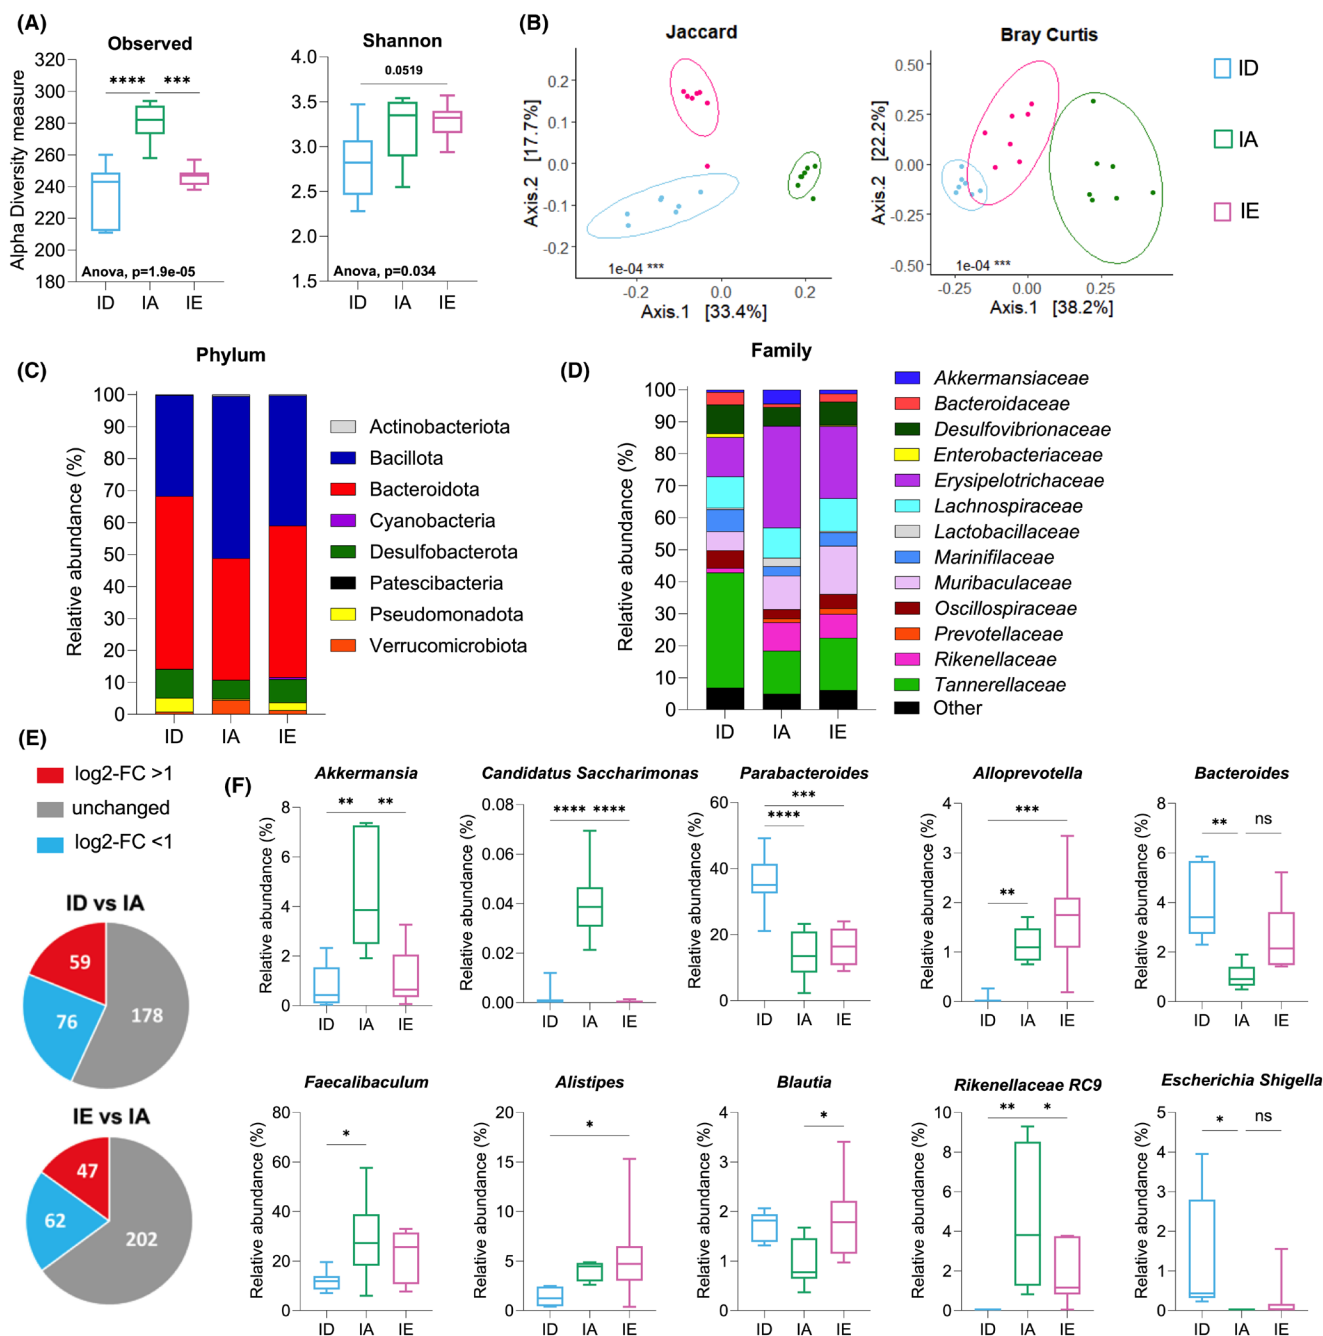 (A)
Observed
Alpha Diversity measure
320
300
280
260
240
220
200
180
****
***
Anova, p=1.9e-05
ID
IA
IE
Shannon
4.0
3.5
3.0
2.5
2.0
1.5
0.0519
Anova, p=0.034
ID
IA
IE
(B)
Jaccard
Axis.2 [17.7%]
0.2
0.1
0.0
-0.1
-0.2
1e-04 ***
-0.2
0.0
0.2
Axis.1 [33.4%]
Bray Curtis
Axis.2 [22.2%]
0.50
0.25
0.00
-0.25
-0.50
1e-04 ***
-0.25
0.00
0.25
Axis.1 [38.2%]
ID
IA
IE
(C)
Phylum
Relative abundance (%)
100
90
80
70
60
50
40
30
20
10
0
ID
IA
IE
Actinobacteriota
Bacillota
Bacteroidota
Cyanobacteria
Desulfobacterota
Patescibacteria
Pseudomonadota
Verrucomicrobiota
(D)
Family
Relative abundance (%)
100
90
80
70
60
50
40
30
20
10
0
ID
IA
IE
Akkermansiaceae
Bacteroidaceae
Desulfovibrionaceae
Enterobacteriaceae
Erysipelotrichaceae
Lachnospiraceae
Lactobacillaceae
Marinifilaceae
Muribaculaceae
Oscillospiraceae
Prevotellaceae
Rikenellaceae
Tannerellaceae
Other
(E)
log2-FC >1
unchanged
log2-FC <1
ID vs IA
59
76
178
IE vs IA
47
62
202
(F)
Akkermansia
Relative abundance (%)
8
6
4
2
0
**
**
ID
IA
IE
Candidatus Saccharimonas
Relative abundance (%)
0.08
0.06
0.04
0.02
0.00
****
****
ID
IA
IE
Parabacteroides
Relative abundance (%)
60
40
20
0
***
****
ID
IA
IE
Alloprevotella
Relative abundance (%)
4
3
2
1
0
***
**
ID
IA
IE
Bacteroides
Relative abundance (%)
8
6
4
2
0
**
ns
ID
IA
IE
Faecalibaculum
Relative abundance (%)
80
60
40
20
0
*
ID
IA
IE
Alistipes
Relative abundance (%)
20
15
10
5
0
*
ID
IA
IE
Blautia
Relative abundance (%)
4
3
2
1
0
*
ID
IA
IE
Rikenellaceae RC9
Relative abundance (%)
10
8
6
4
2
0
**
*
ID
IA
IE
Escherichia Shigella
Relative abundance (%)
5
4
3
2
1
0
*
ns
ID
IA
IE